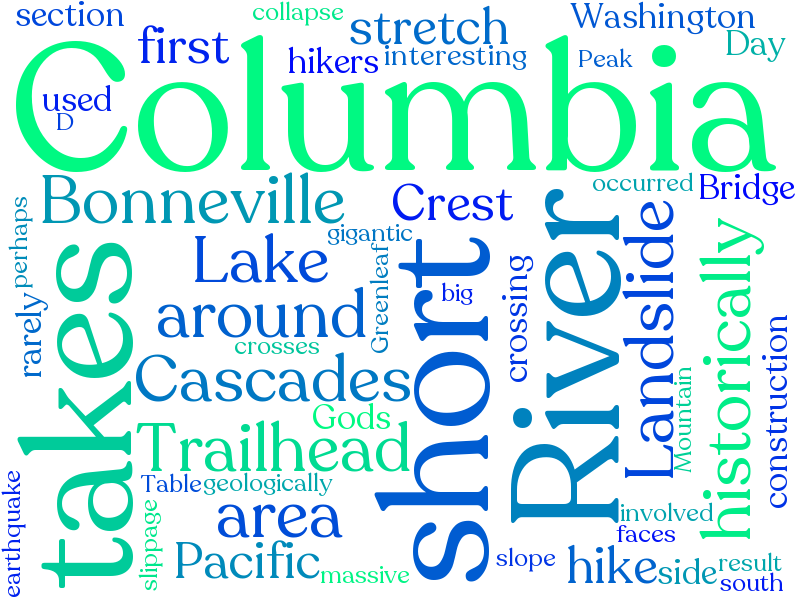 section
collapse
stretch
Washington
first
hikers
interesting
Peak
Day
used
D
Columbia
Bonneville
Crest
occurred
Bridge
perhaps
takes
Lake
gigantic
Greenleaf
short
big
crossing
River
Landslide
historically
rarely
around
crosses
Cascades
Gods
Trailhead
Mountain
construction
earthquake
Table
geologically
slippage
area
involved
faces
Pacific
massive
slope
hike
side
result
south